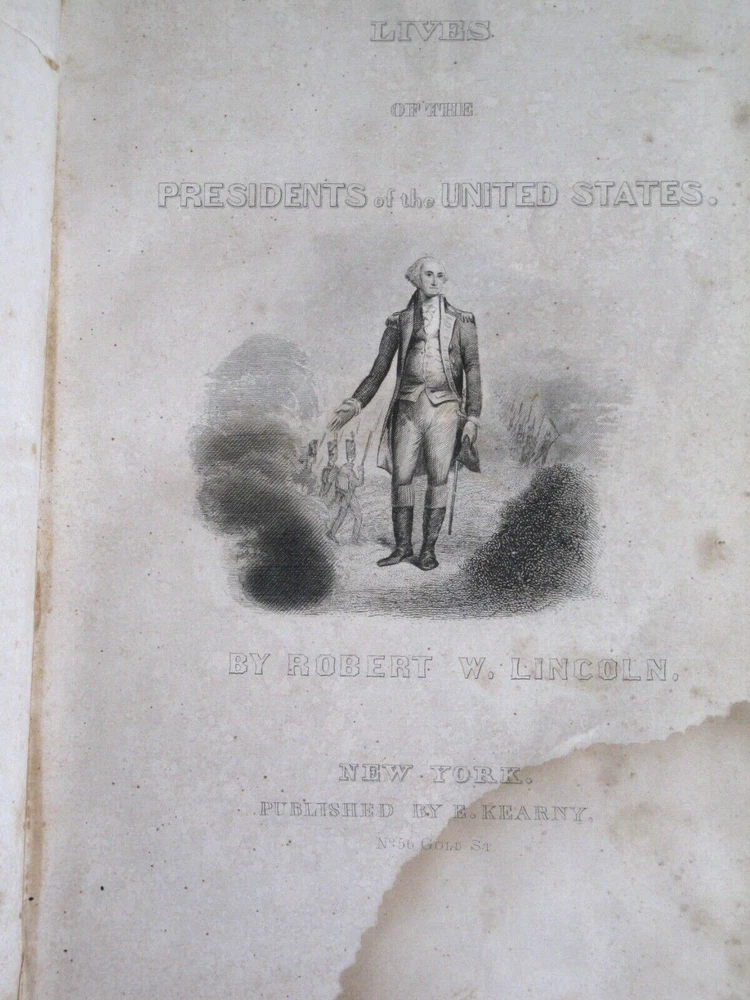 LIVES
OF THE
PRESIDENTS of the UNITED STATES.
BY ROBERT W. LINCOLN.
NEW YORK.
PUBLISHED BY E. KEARNY,
No. 56 GOLD ST